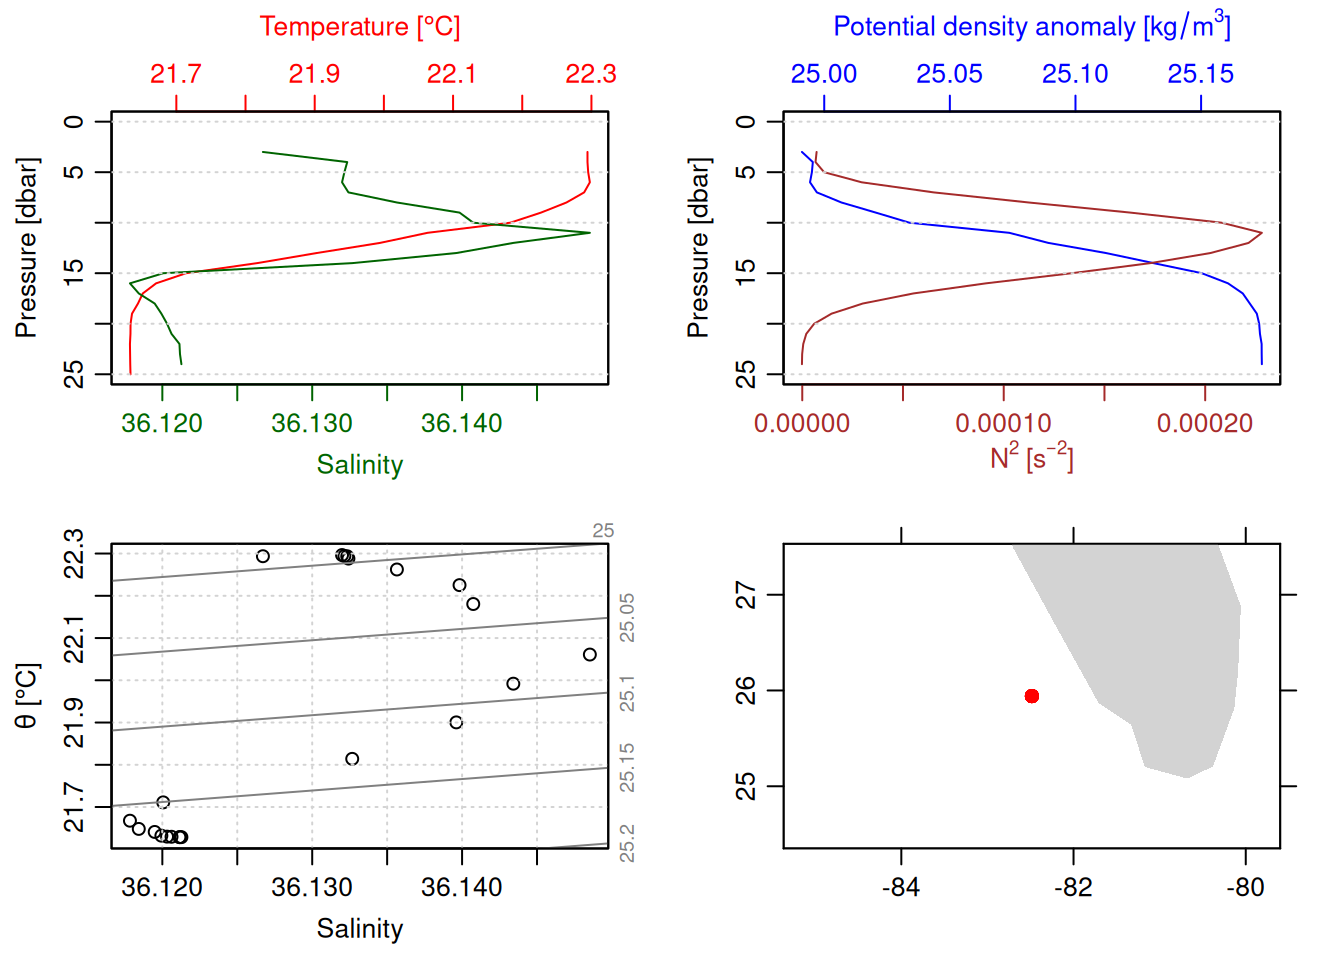 Temperature [°C]
21.7 21.9 22.1 22.3
0
5
15
25
Pressure [dbar]
36.120 36.130 36.140
Salinity
Potential density anomaly [kg/m³]
25.00 25.05 25.10 25.15
0
5
15
25
Pressure [dbar]
0.00000 0.00010 0.00020
N² [s⁻²]
25
25.05
25.1
25.15
25.2
22.3
22.1
21.9
21.7
θ [°C]
36.120 36.130 36.140
Salinity
27
26
25
-84 -82 -80